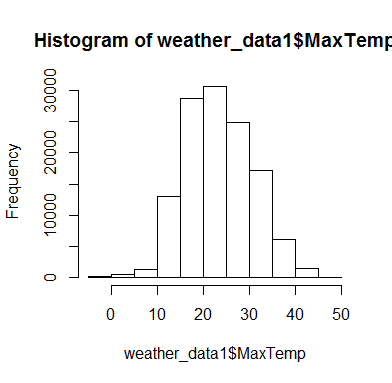 Histogram of weather_data1$MaxTemp
Frequency
30000
20000
10000
0
0 10 20 30 40 50
weather_data1$MaxTemp